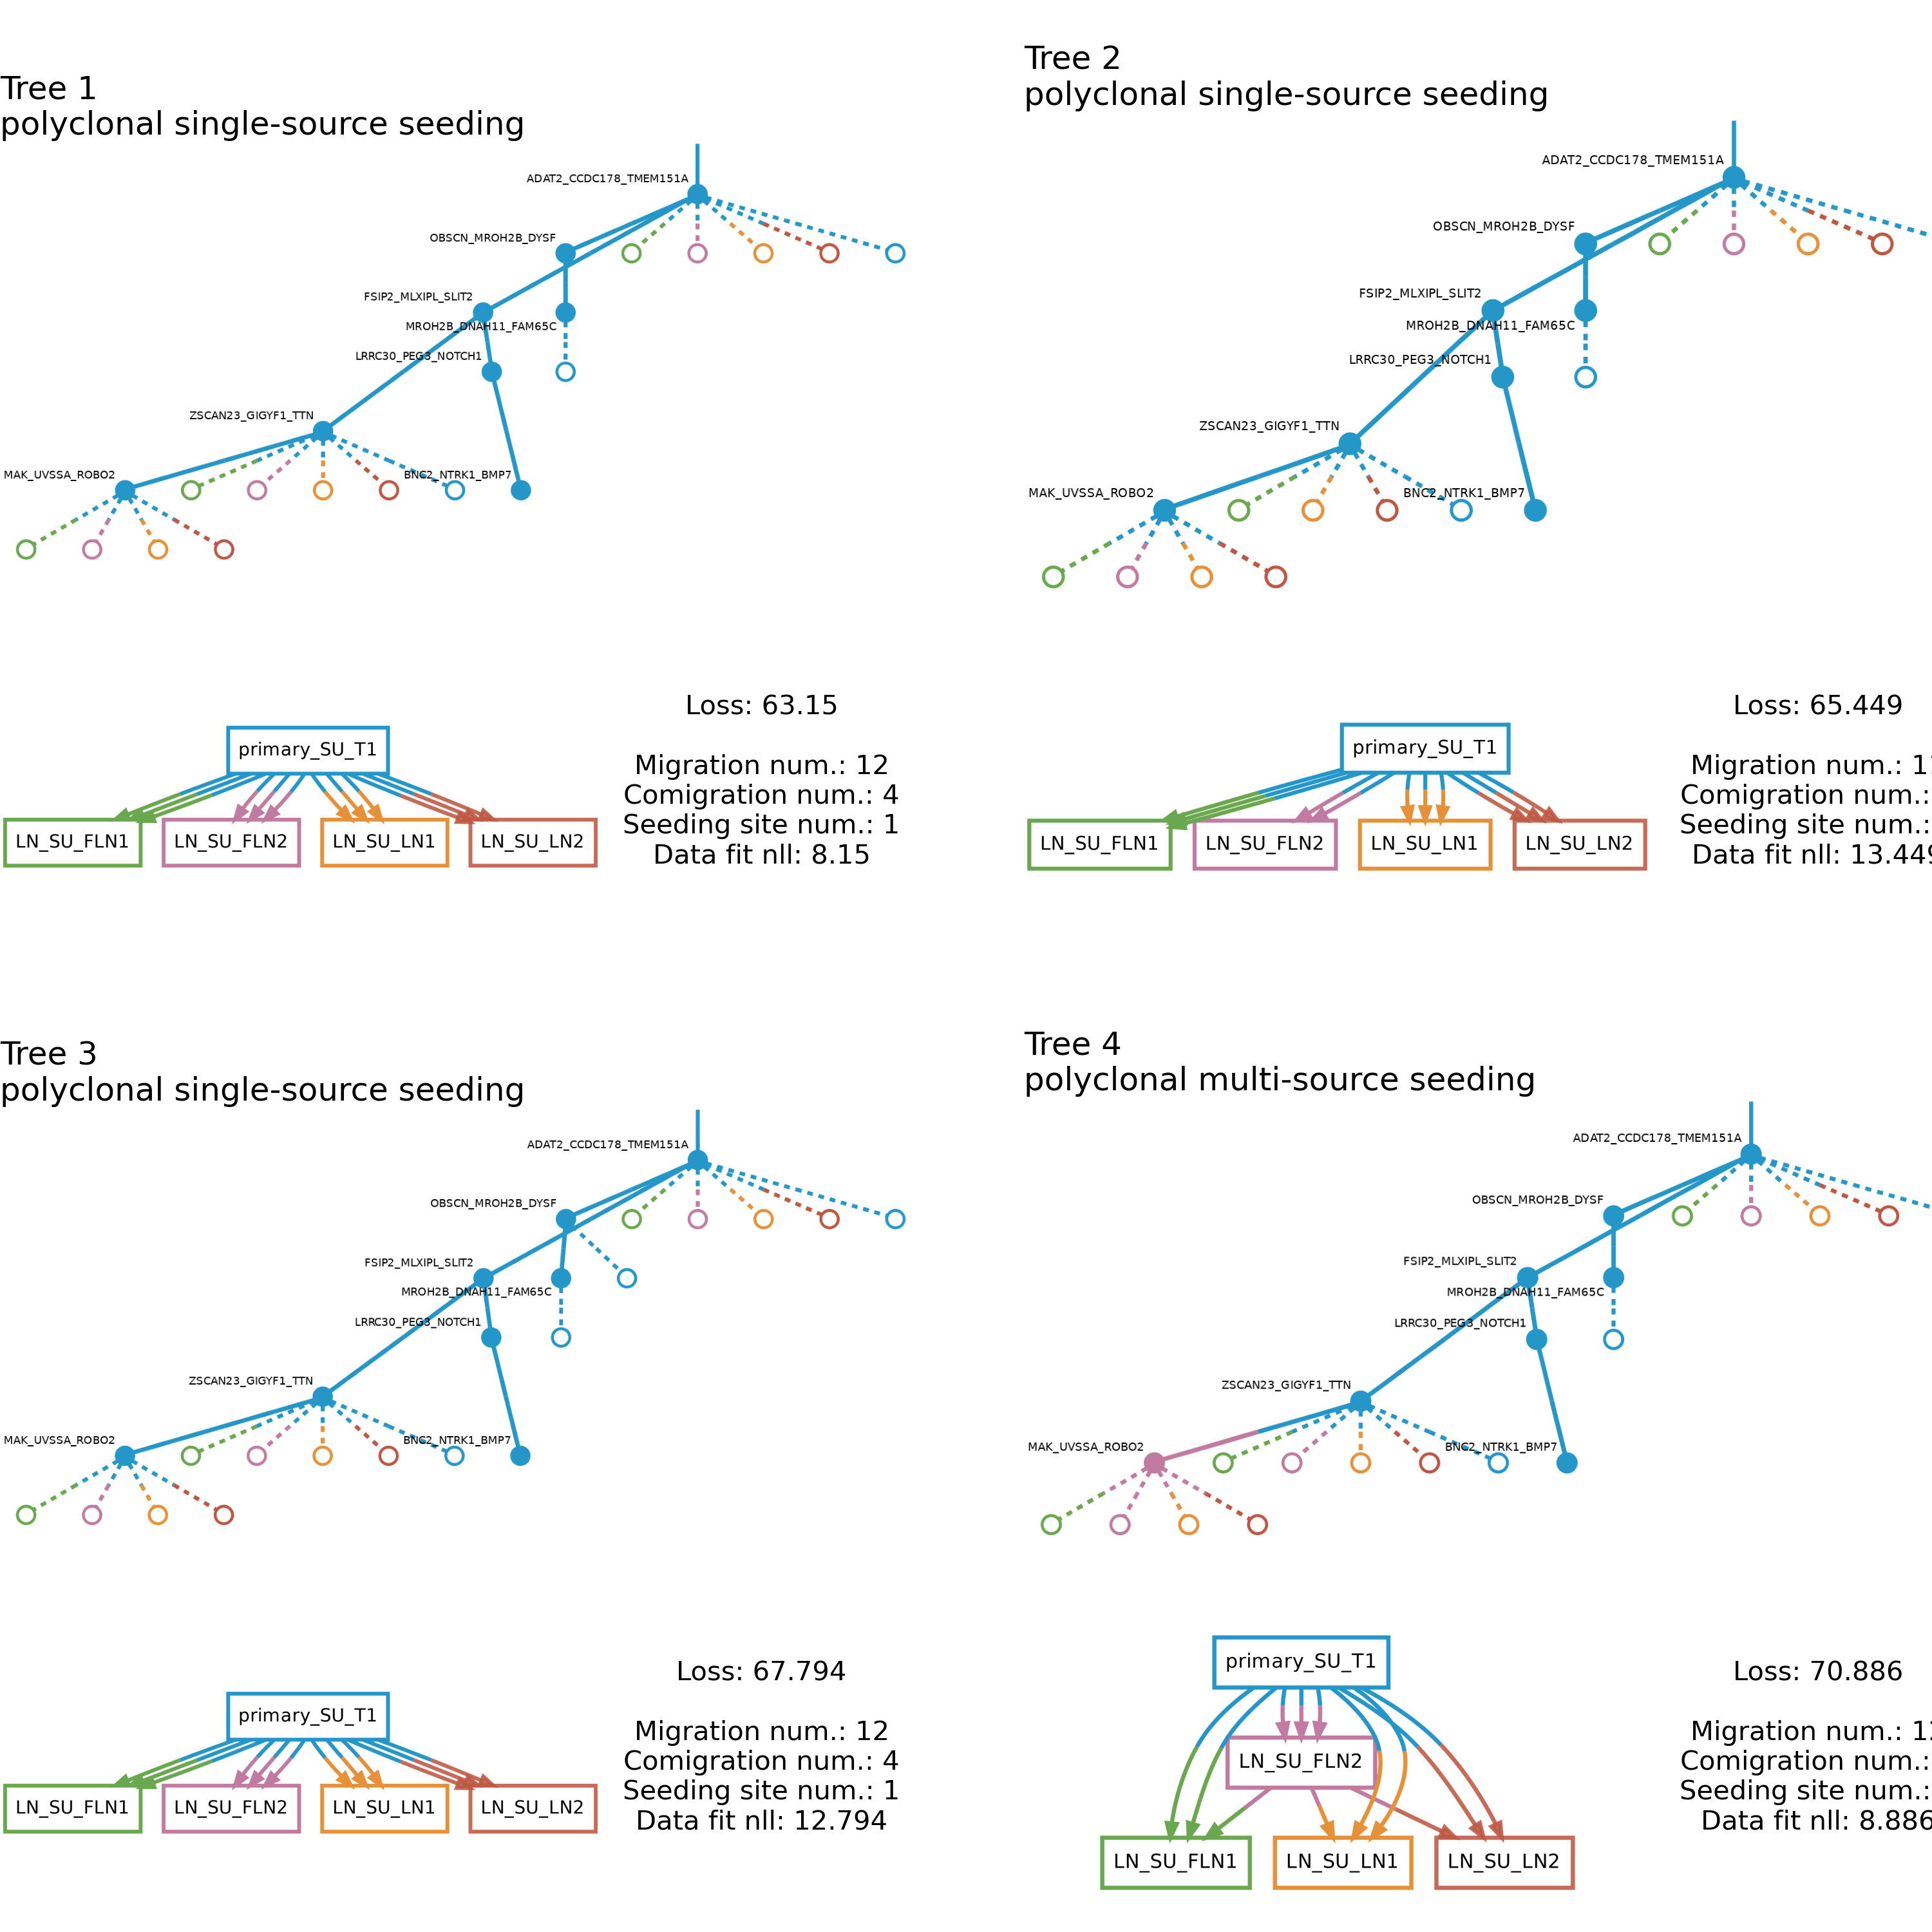 Tree 1
polyclonal single-source seeding
ADAT2_CCDC178_TMEM151A
OBSCN_MROH2B_DYSF
FSIP2_MLXIPL_SLIT2
MROH2B_DNAH11_FAM65C
LRRC30_PEG3_NOTCH1
ZSCAN23_GIGYF1_TTN
MAK_UVSSA_ROBO2
BNC2_NTRK1_BMP7
primary_SU_T1
LN_SU_FLN1
LN_SU_FLN2
LN_SU_LN1
LN_SU_LN2
Loss: 63.15
Migration num.: 12
Comigration num.: 4
Seeding site num.: 1
Data fit nll: 8.15
Tree 2
polyclonal single-source seeding
ADAT2_CCDC178_TMEM151A
OBSCN_MROH2B_DYSF
FSIP2_MLXIPL_SLIT2
MROH2B_DNAH11_FAM65C
LRRC30_PEG3_NOTCH1
ZSCAN23_GIGYF1_TTN
MAK_UVSSA_ROBO2
BNC2_NTRK1_BMP7
primary_SU_T1
LN_SU_FLN1
LN_SU_FLN2
LN_SU_LN1
LN_SU_LN2
Loss: 65.449
Migration num.:
Comigration num.:
Seeding site num.:
Data fit nll: 13.449
Tree 3
polyclonal single-source seeding
ADAT2_CCDC178_TMEM151A
OBSCN_MROH2B_DYSF
FSIP2_MLXIPL_SLIT2
MROH2B_DNAH11_FAM65C
LRRC30_PEG3_NOTCH1
ZSCAN23_GIGYF1_TTN
MAK_UVSSA_ROBO2
BNC2_NTRK1_BMP7
primary_SU_T1
LN_SU_FLN1
LN_SU_FLN2
LN_SU_LN1
LN_SU_LN2
Loss: 67.794
Migration num.: 12
Comigration num.: 4
Seeding site num.: 1
Data fit nll: 12.794
Tree 4
polyclonal multi-source seeding
ADAT2_CCDC178_TMEM151A
OBSCN_MROH2B_DYSF
FSIP2_MLXIPL_SLIT2
MROH2B_DNAH11_FAM65C
LRRC30_PEG3_NOTCH1
ZSCAN23_GIGYF1_TTN
MAK_UVSSA_ROBO2
BNC2_NTRK1_BMP7
primary_SU_T1
LN_SU_FLN2
LN_SU_FLN1
LN_SU_LN1
LN_SU_LN2
Loss: 70.886
Migration num.: 12
Comigration num.:
Seeding site num.:
Data fit nll: 8.886